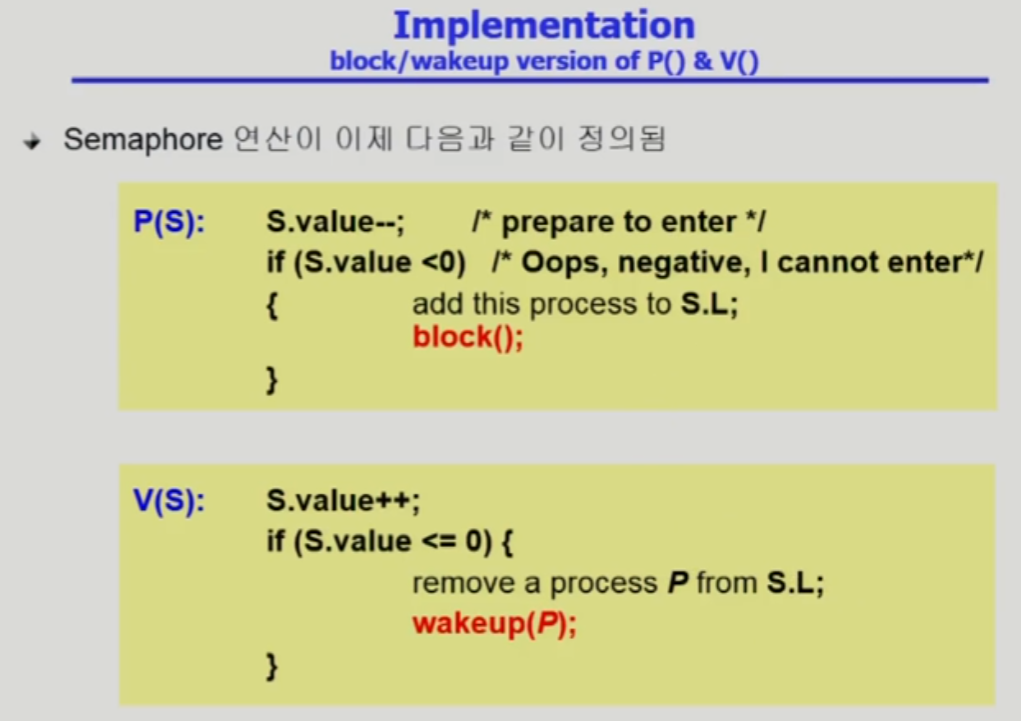 Implementation
block/wakeup version of P() & V()
Semaphore 연산이 이제 다음과 같이 정의됨
P(S): S.value--; /* prepare to enter */
if (S.value <0) /* Oops, negative, I cannot enter*/
{ add this process to S.L;
block();
}
V(S): S.value++;
if (S.value <= 0) {
remove a process P from S.L;
wakeup(P);
}